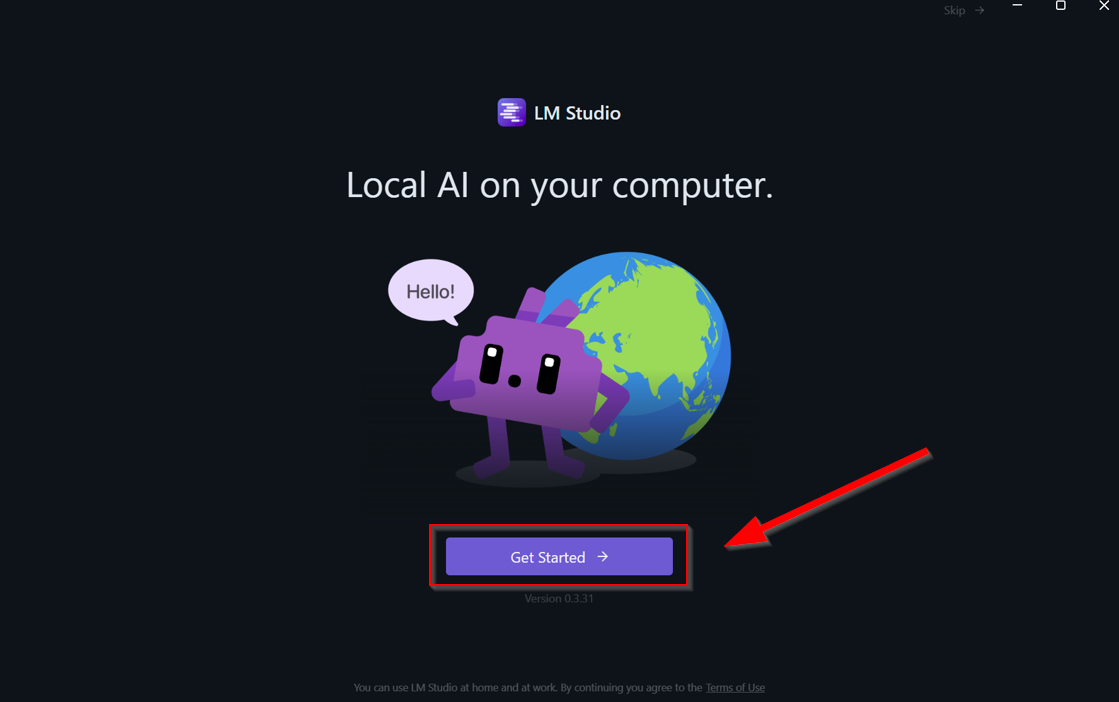 Skip →
LM Studio
Local AI on your computer.
Hello!
Get Started →
Version 0.3.31
You can use LM Studio at home and at work. By continuing you agree to the Terms of Use